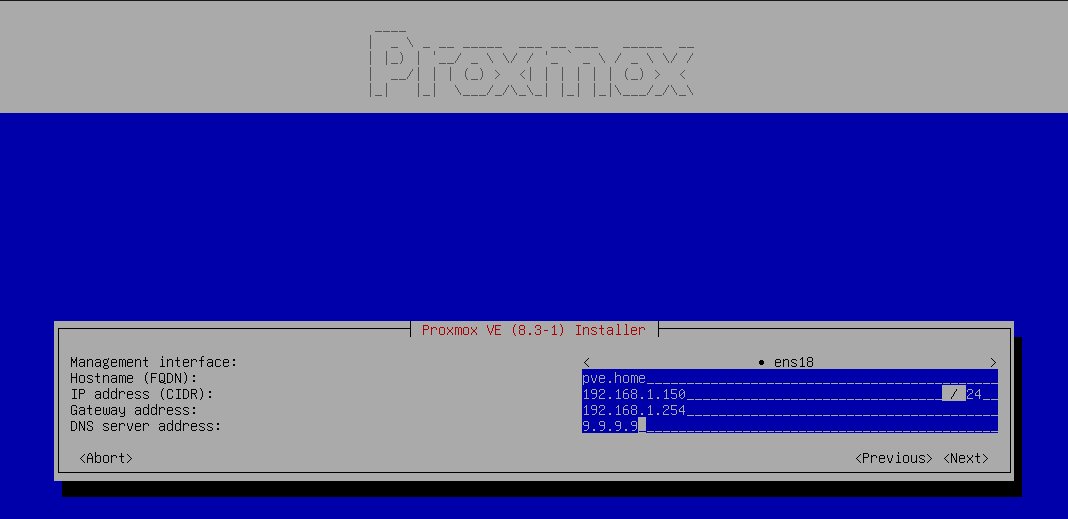 Proxmox
Proxmox VE (8.3-1) Installer
Management interface: < • ens18 >
Hostname (FQDN): pve.home
IP address (CIDR): 192.168.1.150 / 24
Gateway address: 192.168.1.254
DNS server address: 9.9.9.9
<Abort> <Previous> <Next>